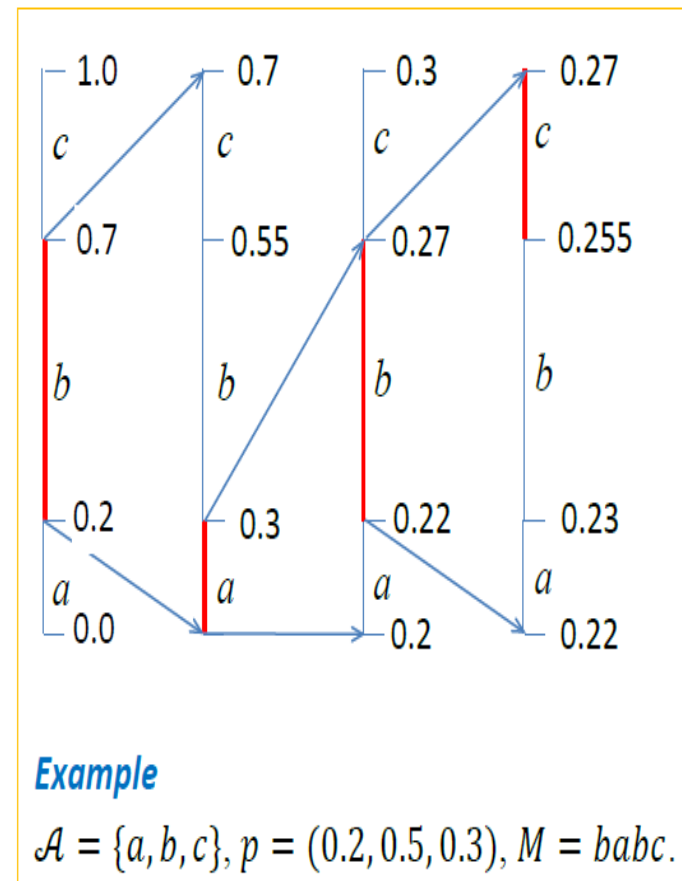 1.0 0.7 0.3 0.27
c c c c
0.7 0.55 0.27 0.255
b b b b
0.2 0.3 0.22 0.23
a a a a
0.0 0.2 0.22
Example
𝒜 = {a, b, c}, p = (0.2, 0.5, 0.3), M = babc.